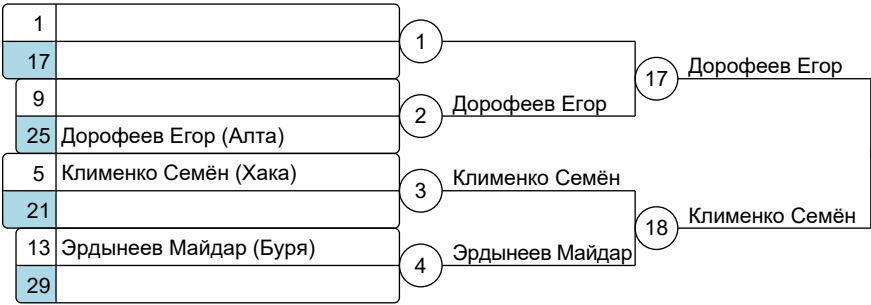 1
17
1
9
25 Дорофеев Егор (Алта)
2
Дорофеев Егор
17
Дорофеев Егор
5 Клименко Семён (Хака)
21
3
Клименко Семён
13 Эрдынеев Майдар (Буря)
29
4
Эрдынеев Майдар
18
Клименко Семён